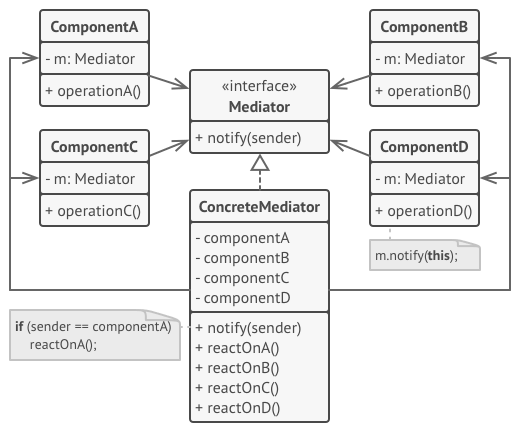 ComponentA
- m: Mediator
+ operationA()
ComponentB
- m: Mediator
+ operationB()
«interface»
Mediator
+ notify(sender)
ComponentC
- m: Mediator
+ operationC()
ComponentD
- m: Mediator
+ operationD()
m.notify(this);
ConcreteMediator
- componentA
- componentB
- componentC
- componentD
+ notify(sender)
+ reactOnA()
+ reactOnB()
+ reactOnC()
+ reactOnD()
if (sender == componentA)
reactOnA();